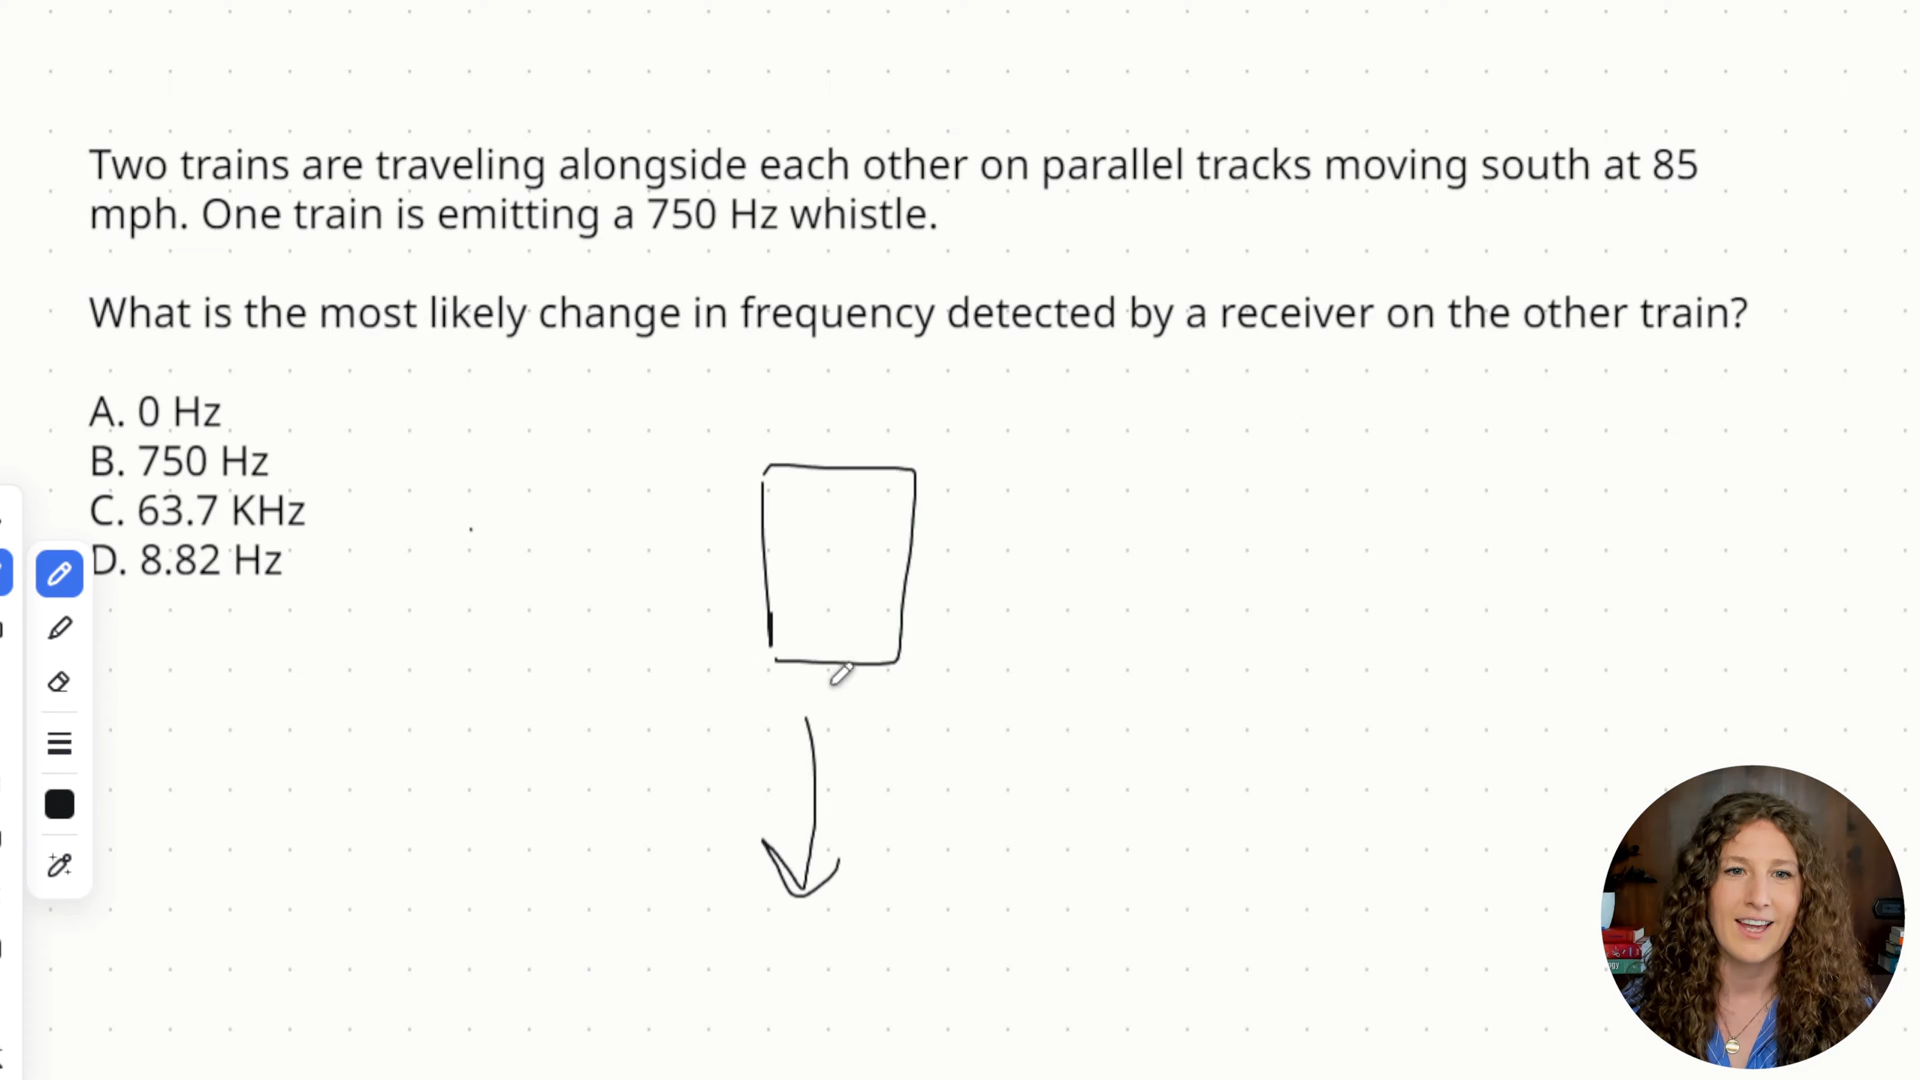 Two trains are traveling alongside each other on parallel tracks moving south at 85
mph. One train is emitting a 750 Hz whistle.
What is the most likely change in frequency detected by a receiver on the other train?
A. 0 Hz
B. 750 Hz
C. 63.7 KHz
D. 8.82 Hz